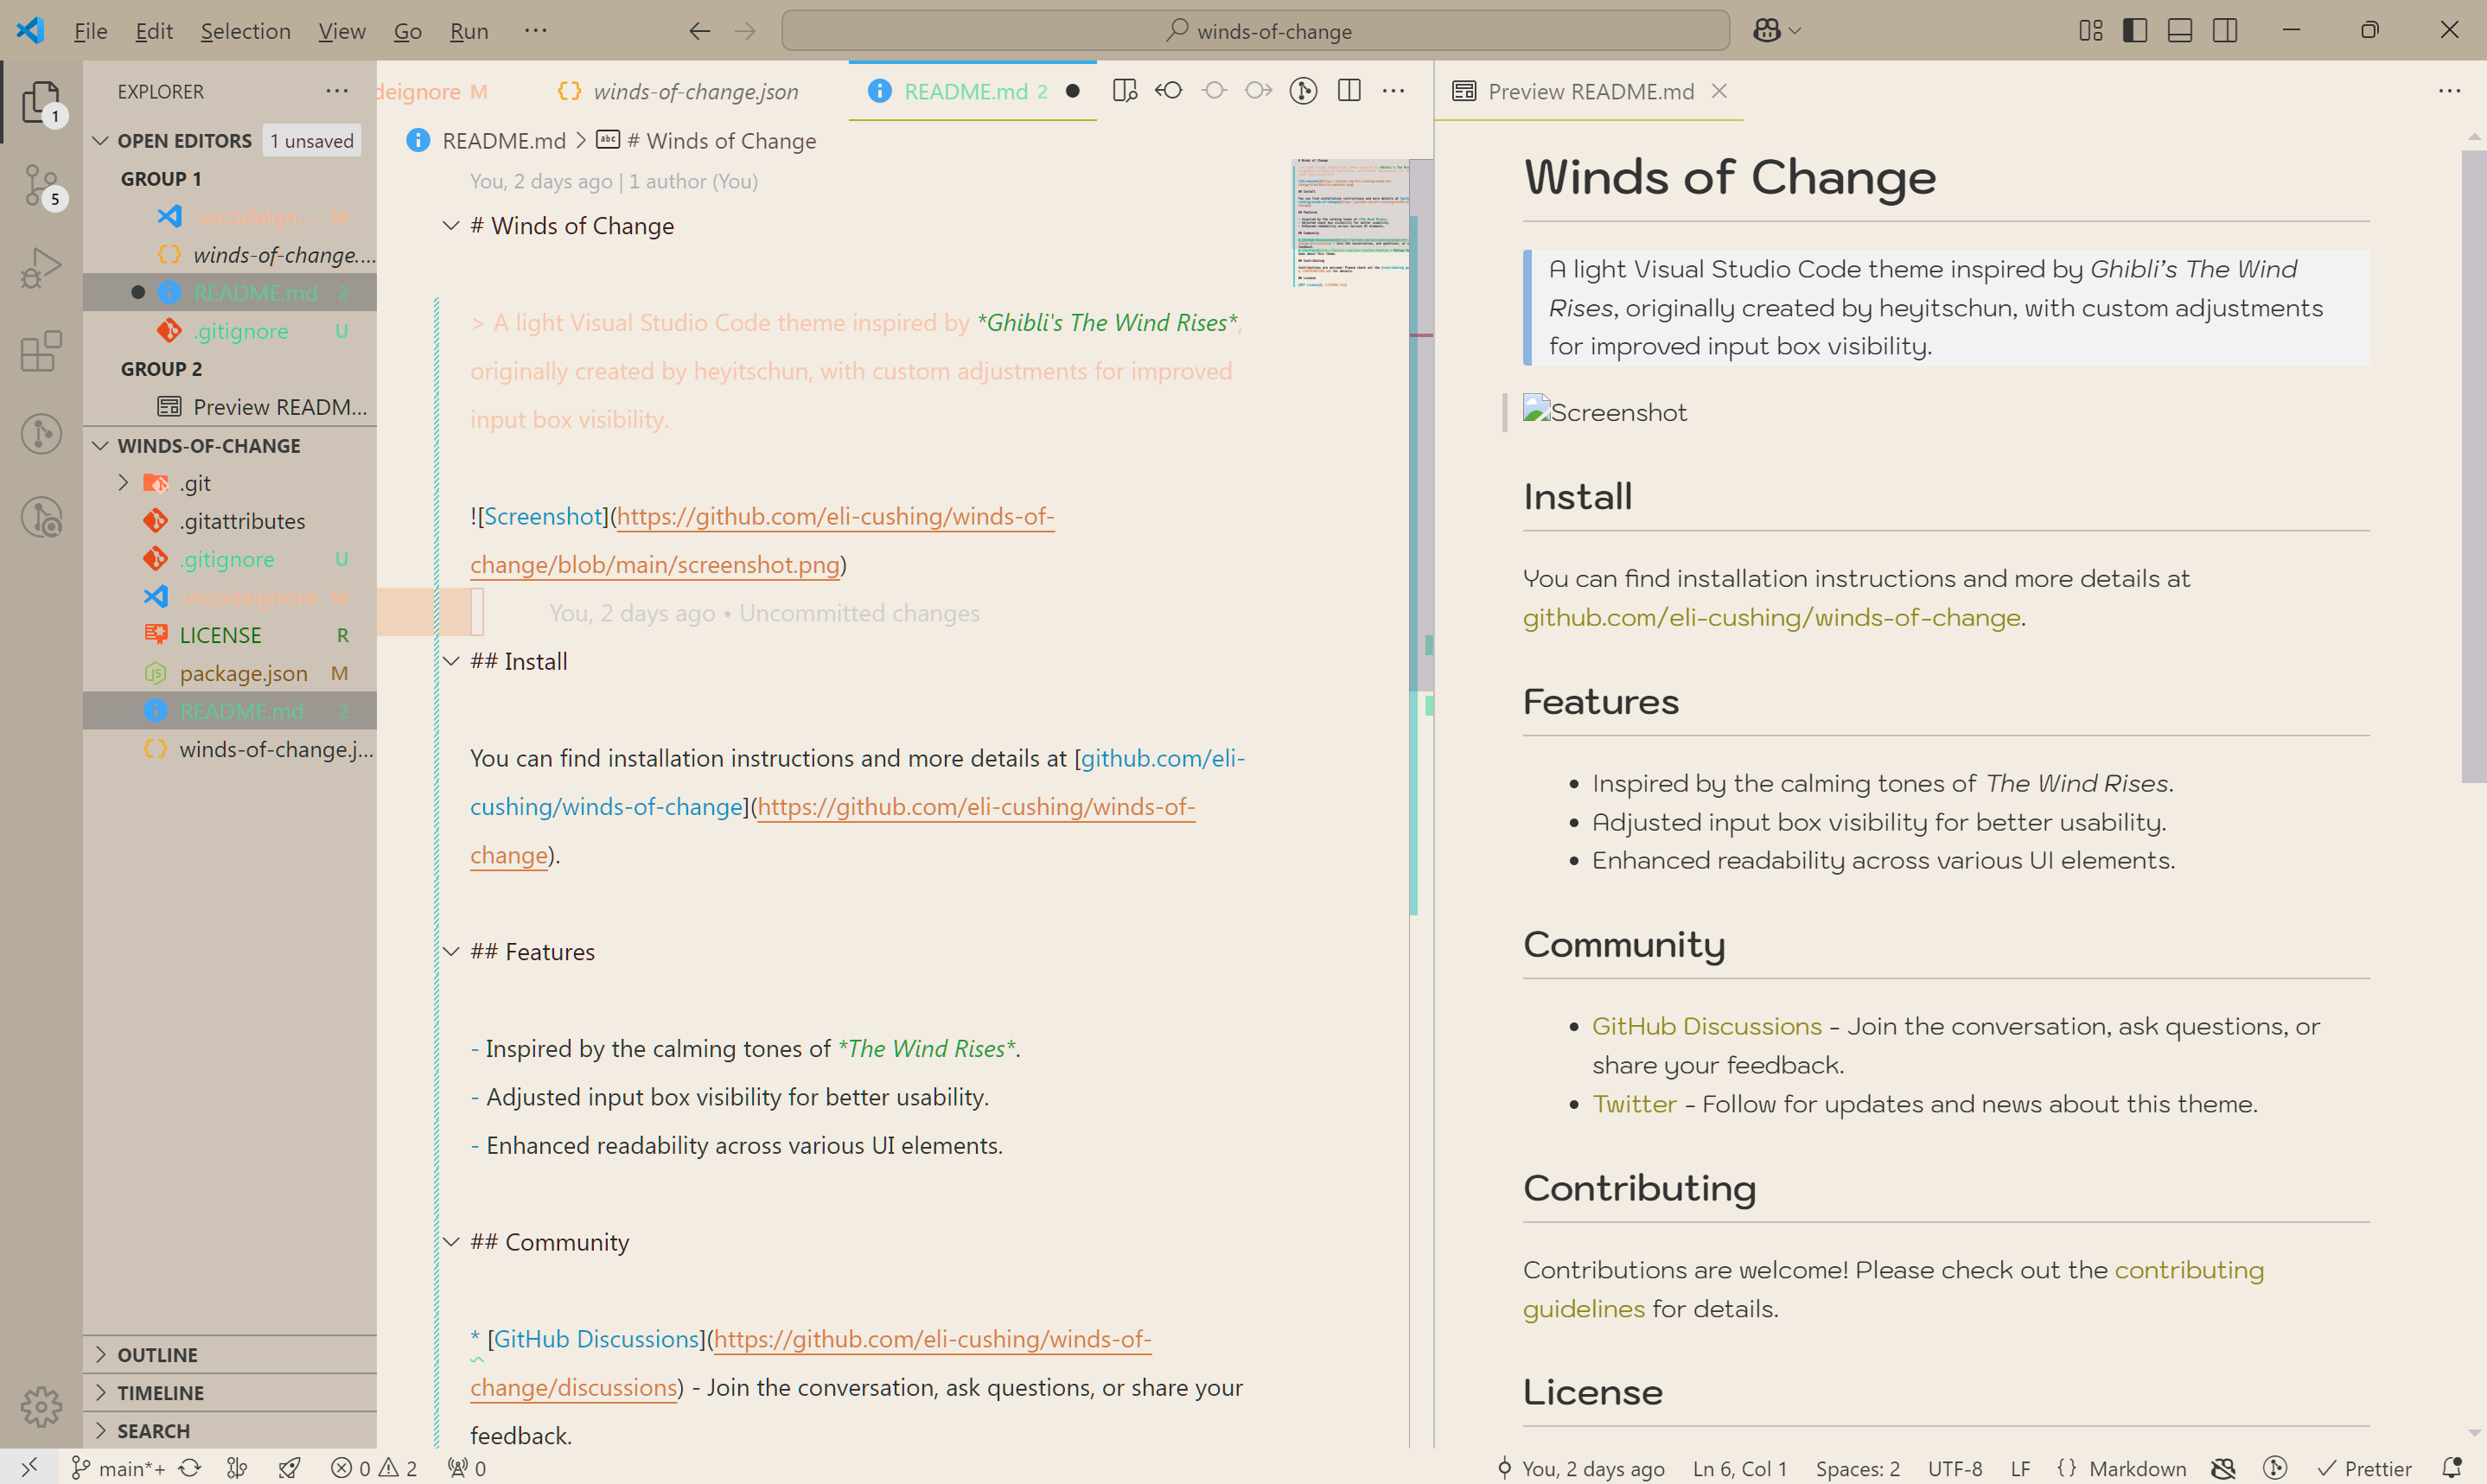 File Edit Selection View Go Run ··· winds-of-change
EXPLORER ···
OPEN EDITORS 1 unsaved
GROUP 1
.vscodeign... M
winds-of-change....
README.md 2
.gitignore U
GROUP 2
Preview READM...
WINDS-OF-CHANGE
.git
.gitattributes
.gitignore U
.vscodeignore M
LICENSE R
package.json M
README.md 2
winds-of-change.j...
OUTLINE
TIMELINE
SEARCH
1
5
deignore M winds-of-change.json README.md 2
README.md > # Winds of Change
You, 2 days ago | 1 author (You)
# Winds of Change
> A light Visual Studio Code theme inspired by *Ghibli's The Wind Rises*,
originally created by heyitschun, with custom adjustments for improved
input box visibility.
![Screenshot](https://github.com/eli-cushing/winds-of-
change/blob/main/screenshot.png)
You, 2 days ago • Uncommitted changes
## Install
You can find installation instructions and more details at [github.com/eli-
cushing/winds-of-change](https://github.com/eli-cushing/winds-of-
change).
## Features
- Inspired by the calming tones of *The Wind Rises*.
- Adjusted input box visibility for better usability.
- Enhanced readability across various UI elements.
## Community
* [GitHub Discussions](https://github.com/eli-cushing/winds-of-
change/discussions) - Join the conversation, ask questions, or share your
feedback.
Preview README.md
Winds of Change
A light Visual Studio Code theme inspired by Ghibli’s The Wind
Rises, originally created by heyitschun, with custom adjustments
for improved input box visibility.
Screenshot
Install
You can find installation instructions and more details at
github.com/eli-cushing/winds-of-change.
Features
• Inspired by the calming tones of The Wind Rises.
• Adjusted input box visibility for better usability.
• Enhanced readability across various UI elements.
Community
• GitHub Discussions - Join the conversation, ask questions, or
share your feedback.
• Twitter - Follow for updates and news about this theme.
Contributing
Contributions are welcome! Please check out the contributing
guidelines for details.
License
main*+ 0 2 0 You, 2 days ago Ln 6, Col 1 Spaces: 2 UTF-8 LF {} Markdown Prettier